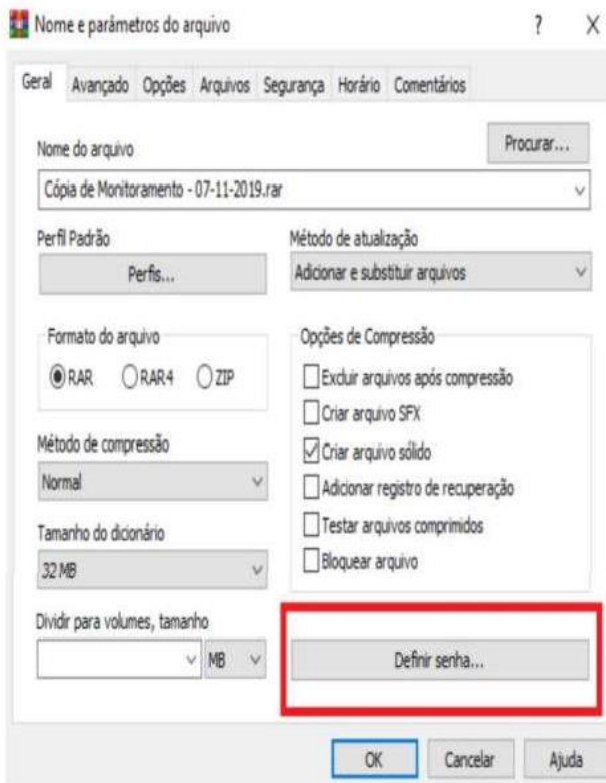 Nome e parâmetros do arquivo ? X
Geral Avançado Opções Arquivos Segurança Horário Comentários
Nome do arquivo
Procurar...
Cópia de Monitoramento - 07-11-2019.rar
Perfil Padrão
Perfis...
Método de atualização
Adicionar e substituir arquivos
Formato do arquivo
RAR RAR4 ZIP
Método de compressão
Normal
Tamanho do dicionário
32 MB
Dividir para volumes, tamanho
MB
Opções de Compressão
Excluir arquivos após compressão
Criar arquivo SFX
Criar arquivo sólido
Adicionar registro de recuperação
Testar arquivos comprimidos
Bloquear arquivo
Definir senha...
OK Cancelar Ajuda